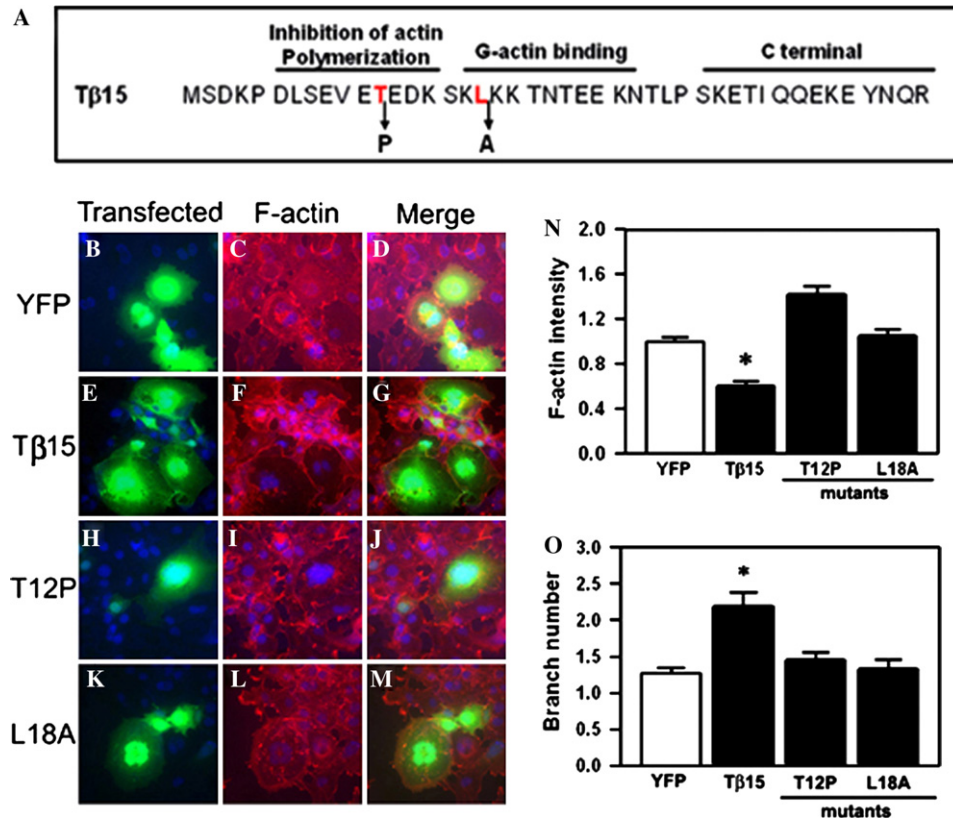 A
Inhibition of actin
Polymerization
G-actin binding
C terminal
Tβ15 MSDKP DLSEV ETEDK SKLKK TNTEE KNTLP SKETI QQEKE YNQR
P A
Transfected F-actin Merge
YFP
B C D
Tβ15
E F G
T12P
H I J
L18A
K L M
N
F-actin intensity
2.0
1.6
1.2
0.8
0.4
0.0
*
YFP Tβ15 T12P L18A
mutants
O
Branch number
3.0
2.5
2.0
1.5
1.0
0.5
0.0
*
YFP Tβ15 T12P L18A
mutants